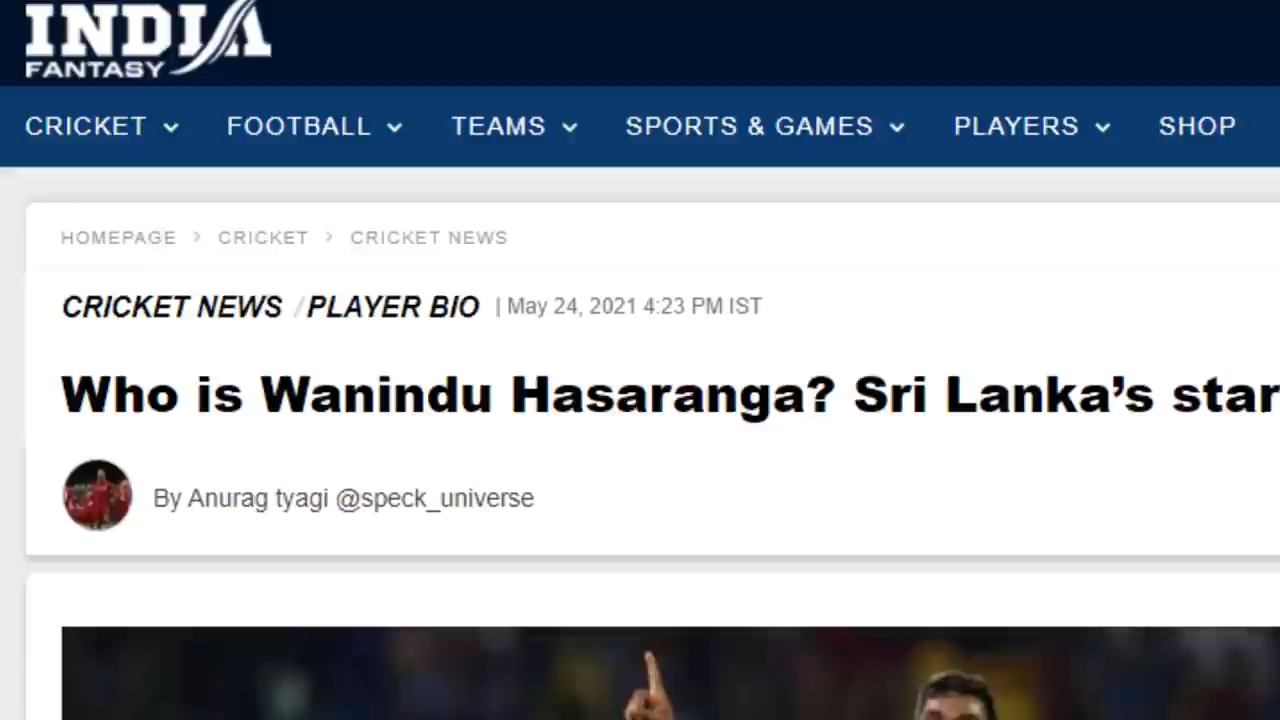 INDIA
FANTASY
CRICKET FOOTBALL TEAMS SPORTS & GAMES PLAYERS SHOP
HOMEPAGE > CRICKET > CRICKET NEWS
CRICKET NEWS / PLAYER BIO | May 24, 2021 4:23 PM IST
Who is Wanindu Hasaranga? Sri Lanka’s star
By Anurag tyagi @speck_universe